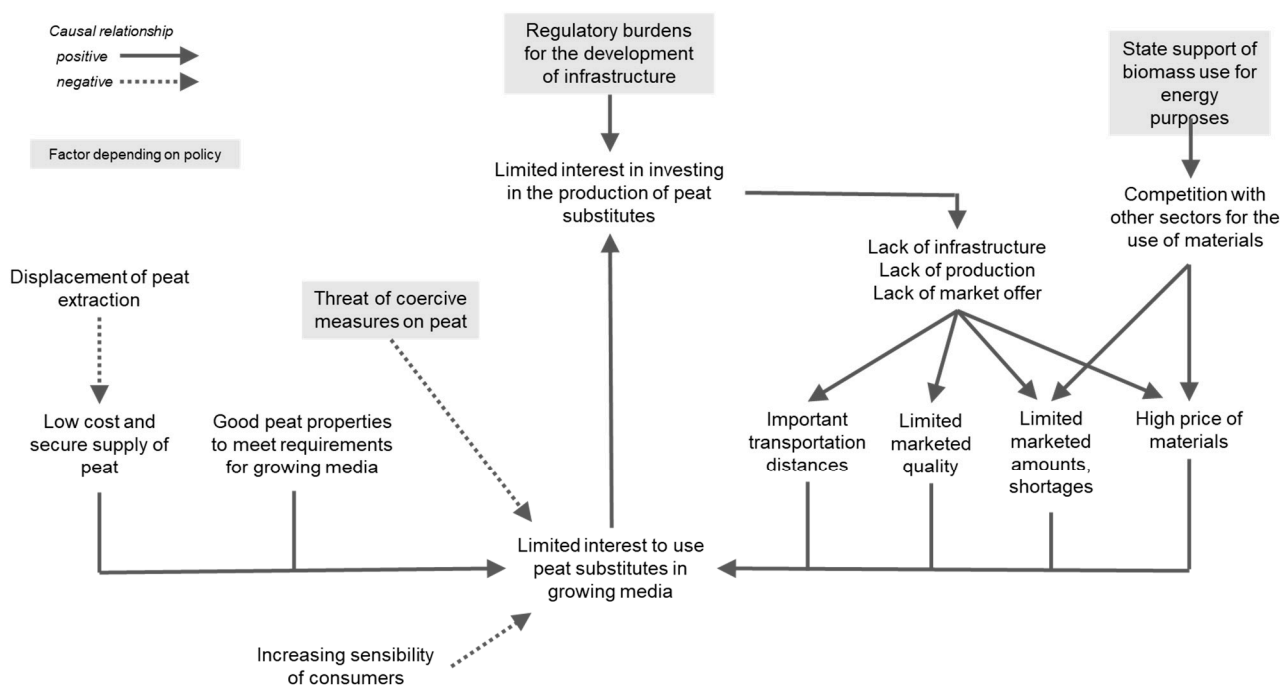 Causal relationship
positive
negative
Factor depending on policy
Regulatory burdens
for the development
of infrastructure
State support of
biomass use for
energy
purposes
Limited interest in investing
in the production of peat
substitutes
Competition with
other sectors for the
use of materials
Lack of infrastructure
Lack of production
Lack of market offer
Displacement of peat
extraction
Threat of coercive
measures on peat
Low cost and
secure supply of
peat
Good peat properties
to meet requirements
for growing media
Important
transportation
distances
Limited
marketed
quality
Limited
marketed
amounts,
shortages
High price of
materials
Limited interest to use
peat substitutes in
growing media
Increasing sensibility
of consumers